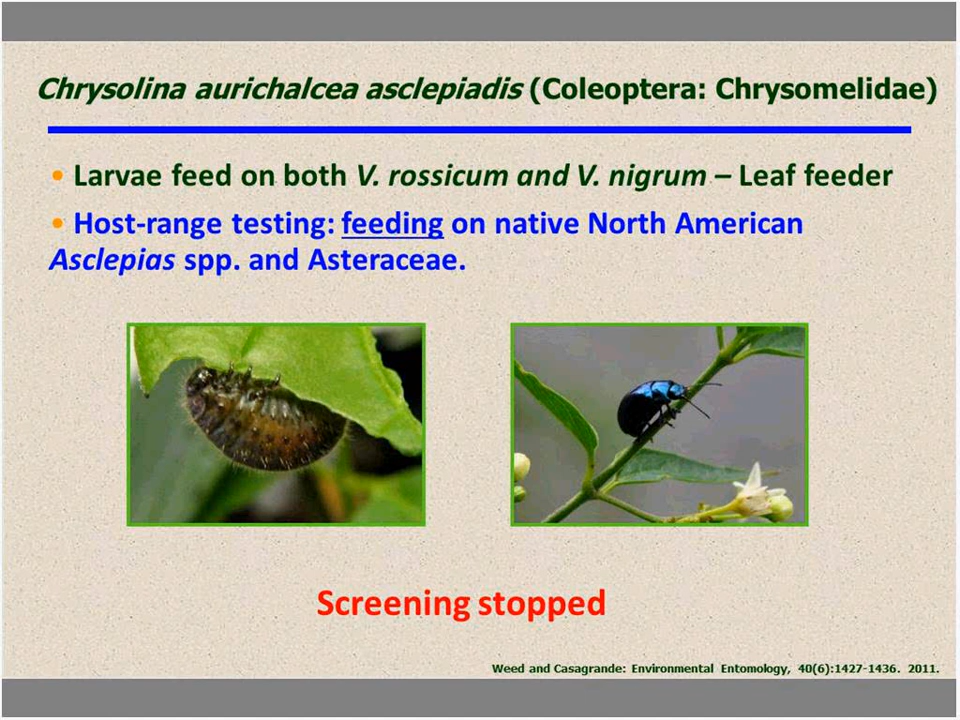 Chrysolina aurichalcea asclepiadis (Coleoptera: Chrysomelidae)
• Larvae feed on both V. rossicum and V. nigrum – Leaf feeder
• Host-range testing: feeding on native North American
Asclepias spp. and Asteraceae.
Screening stopped
Weed and Casagrande: Environmental Entomology, 40(6):1427-1436. 2011.